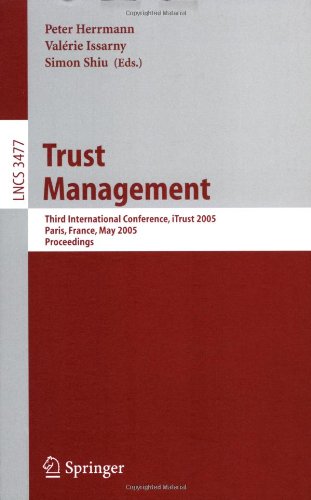 Peter Herrmann
Valérie Issarny
Simon Shiu (Eds.)
LNCS 3477
Trust
Management
Third International Conference, iTrust 2005
Paris, France, May 2005
Proceedings
Springer